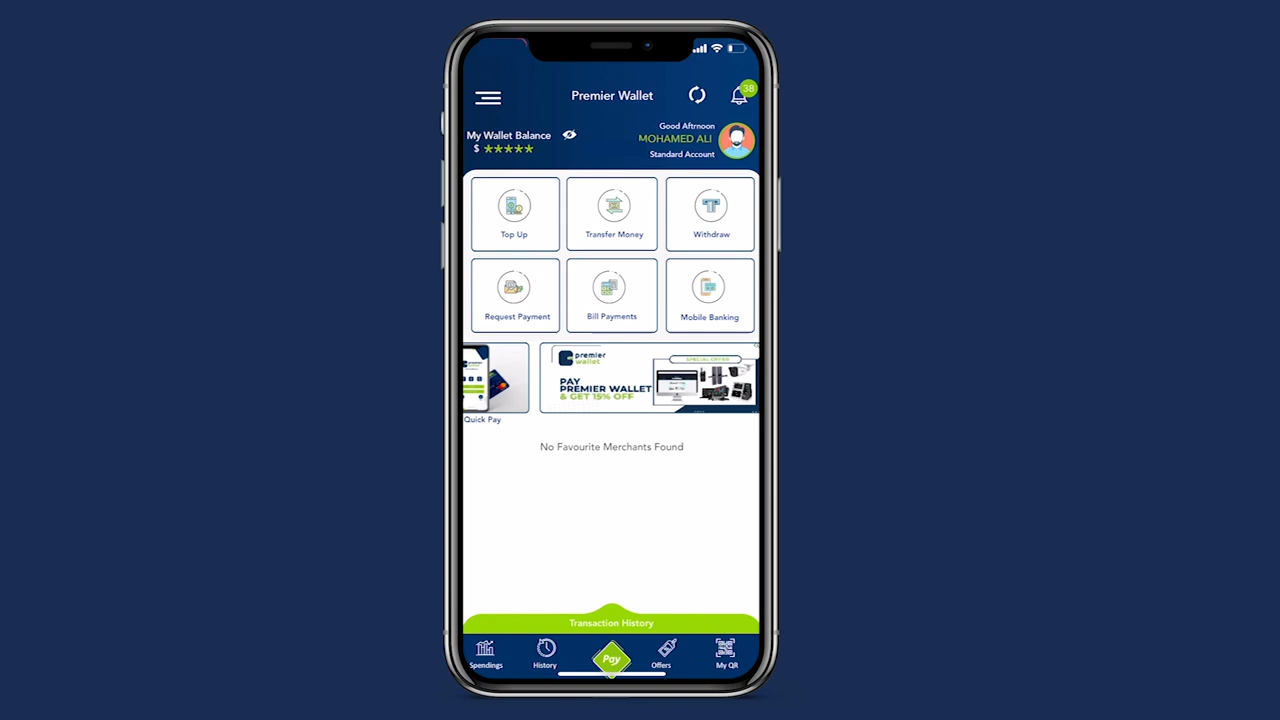 Premier Wallet
38
My Wallet Balance
$ *****
Good Aftrnoon
MOHAMED ALI
Standard Account
Top Up
Transfer Money
Withdraw
Request Payment
Bill Payments
Mobile Banking
premier
wallet
SPECIAL OFFER
PAY
PREMIER WALLET
& GET 15% OFF
Quick Pay
No Favourite Merchants Found
Transaction History
Spendings
History
Pay
Offers
My QR